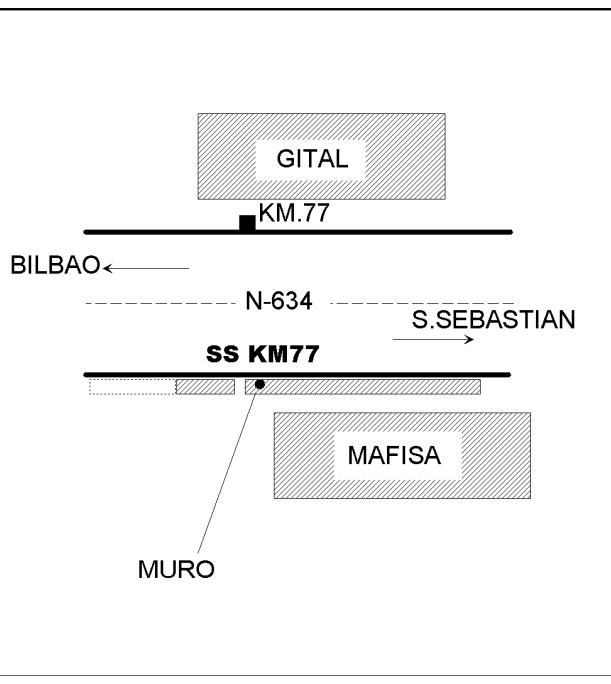 GITAL
KM.77
BILBAO
N-634
S.SEBASTIAN
SS KM77
MAFISA
MURO